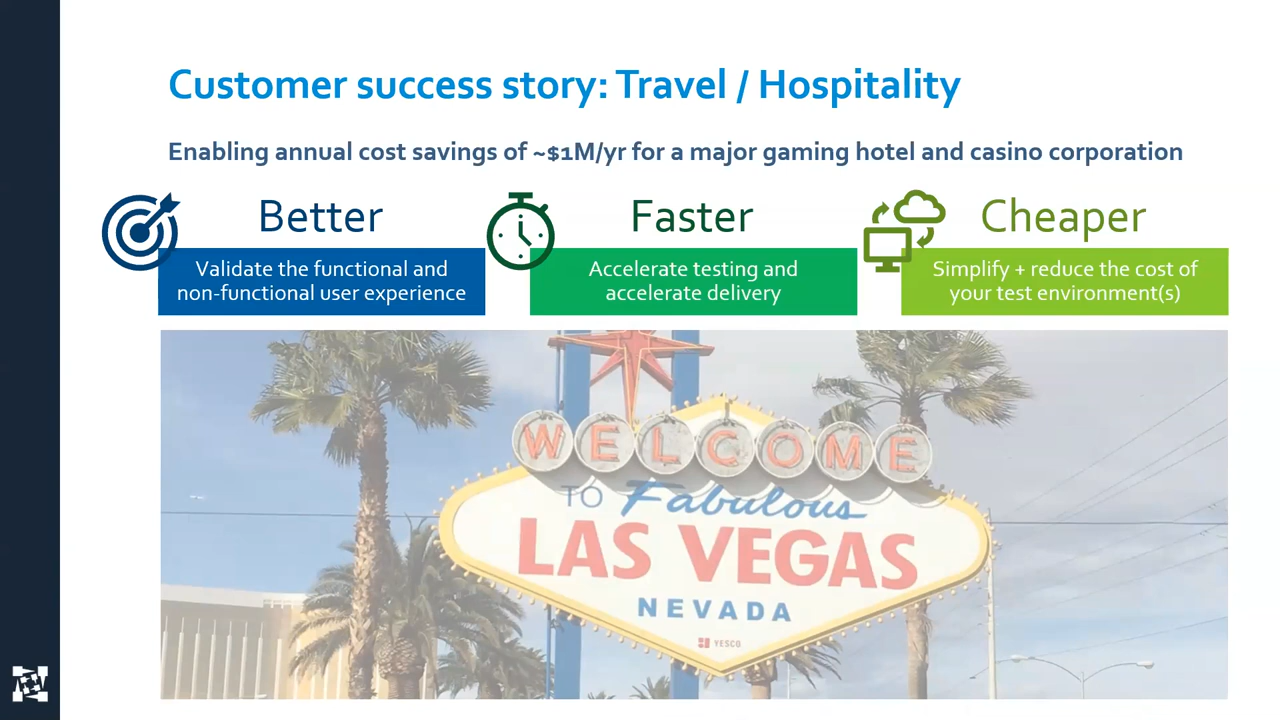 Customer success story: Travel / Hospitality
Enabling annual cost savings of ~$1M/yr for a major gaming hotel and casino corporation
Better
Validate the functional and
non-functional user experience
Faster
Accelerate testing and
accelerate delivery
Cheaper
Simplify + reduce the cost of
your test environment(s)
WELCOME
TO Fabulous
LAS VEGAS
NEVADA
YESCO